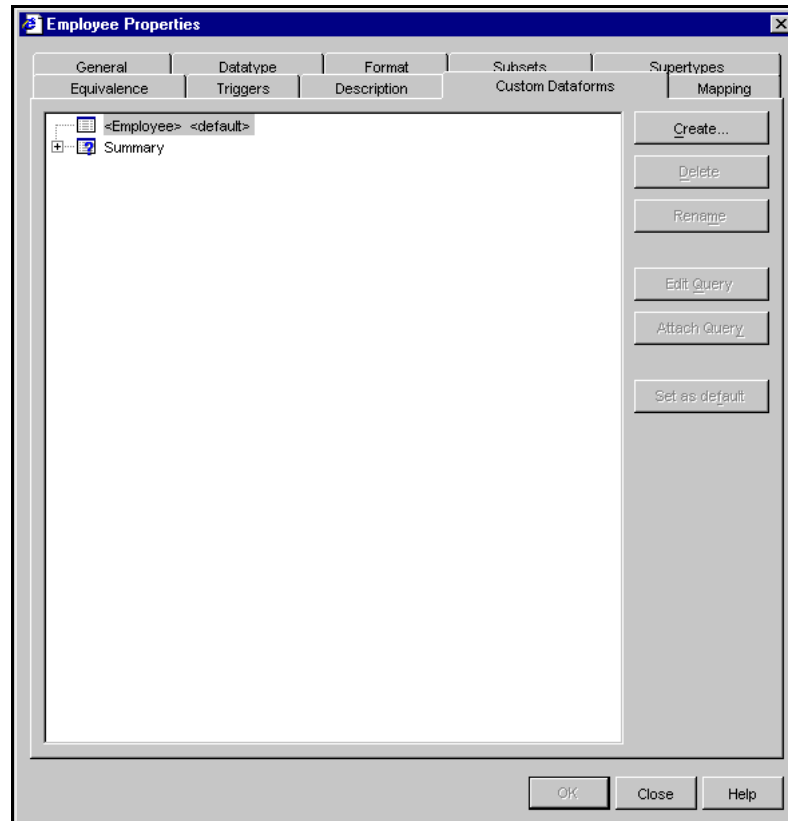 Employee Properties
General Datatype Format Subsets Supertypes
Equivalence Triggers Description Custom Dataforms Mapping
<Employee> <default>
Summary
Create...
Delete
Rename
Edit Query
Attach Query
Set as default
OK Close Help